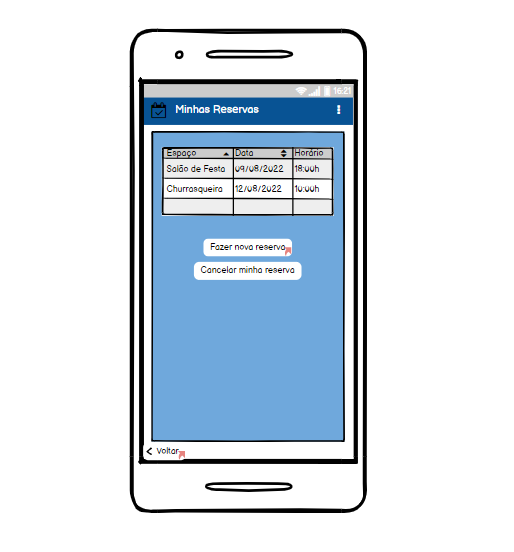 16:21
Minhas Reservas
Espaço Data Horário
Salão de Festa 09/08/2022 18:00h
Churrasqueira 12/08/2022 10:00h
Fazer nova reserva
Cancelar minha reserva
Voltar